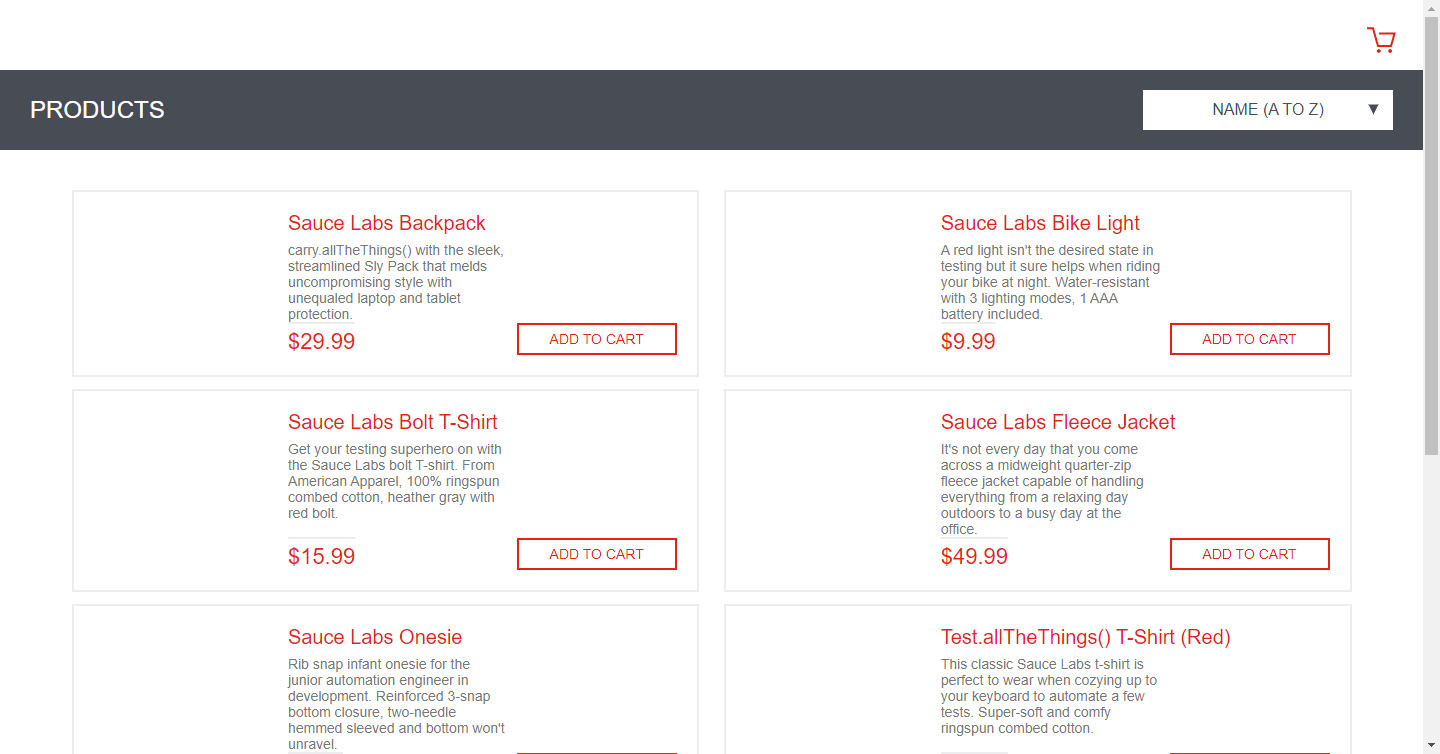 PRODUCTS
NAME (A TO Z)
Sauce Labs Backpack
carry.allTheThings() with the sleek,
streamlined Sly Pack that melds
uncompromising style with
unequaled laptop and tablet
protection.
$29.99
ADD TO CART
Sauce Labs Bike Light
A red light isn't the desired state in
testing but it sure helps when riding
your bike at night. Water-resistant
with 3 lighting modes, 1 AAA
battery included.
$9.99
ADD TO CART
Sauce Labs Bolt T-Shirt
Get your testing superhero on with
the Sauce Labs bolt T-shirt. From
American Apparel, 100% ringspun
combed cotton, heather gray with
red bolt.
$15.99
ADD TO CART
Sauce Labs Fleece Jacket
It's not every day that you come
across a midweight quarter-zip
fleece jacket capable of handling
everything from a relaxing day
outdoors to a busy day at the
office.
$49.99
ADD TO CART
Sauce Labs Onesie
Rib snap infant onesie for the
junior automation engineer in
development. Reinforced 3-snap
bottom closure, two-needle
hemmed sleeved and bottom won't
unravel.
Test.allTheThings() T-Shirt (Red)
This classic Sauce Labs t-shirt is
perfect to wear when cozying up to
your keyboard to automate a few
tests. Super-soft and comfy
ringspun combed cotton.